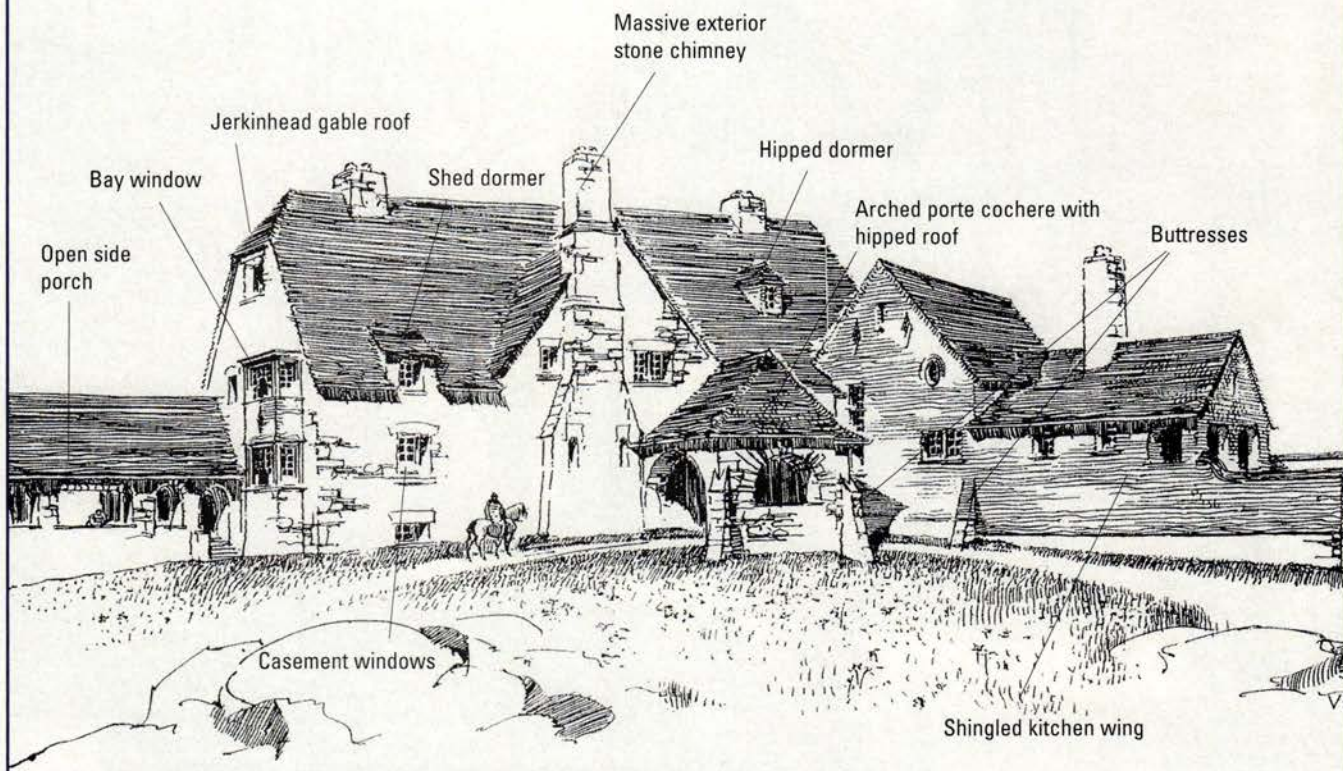 Massive exterior
stone chimney
Jerkinhead gable roof
Hipped dormer
Bay window
Shed dormer
Arched porte cochere with
hipped roof
Buttresses
Open side
porch
Casement windows
Shingled kitchen wing